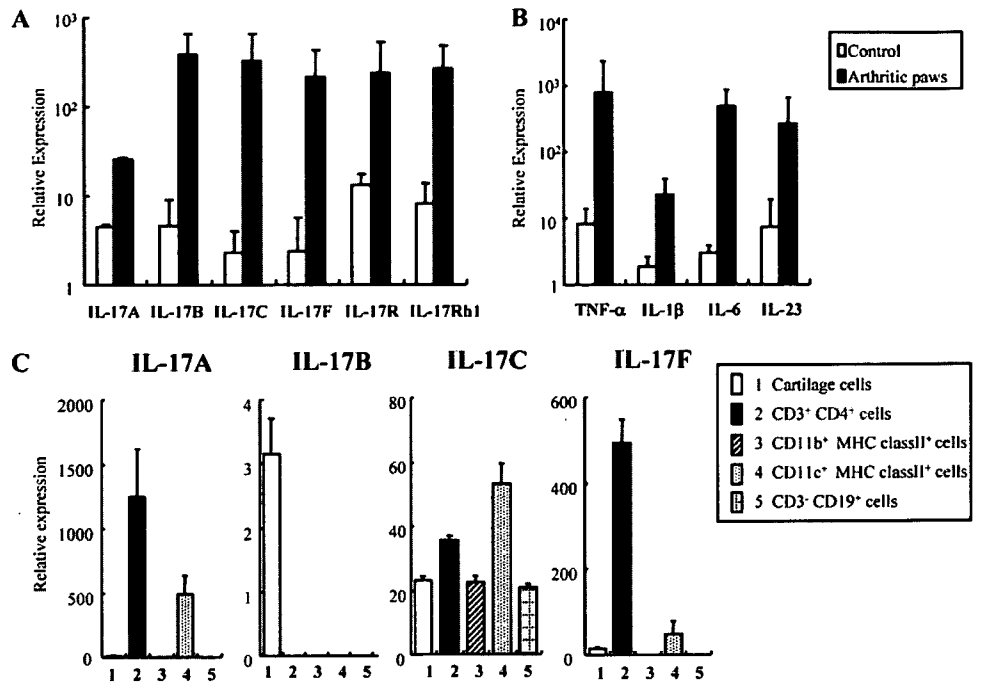 A
Relative Expression
10³
10²
10
1
IL-17A IL-17B IL-17C IL-17F IL-17R IL-17Rh1
B
Relative Expression
10⁴
10³
10²
10
1
TNF-α IL-1β IL-6 IL-23
Control
Arthritic paws
C
IL-17A
Relative expression
2000
1500
1000
500
0
1 2 3 4 5
IL-17B
4
3
2
1
0
1 2 3 4 5
IL-17C
80
60
40
20
0
1 2 3 4 5
IL-17F
600
400
200
0
1 2 3 4 5
1 Cartilage cells
2 CD3⁺ CD4⁺ cells
3 CD11b⁺ MHC classII⁺ cells
4 CD11c⁺ MHC classII⁺ cells
5 CD3⁻ CD19⁺ cells